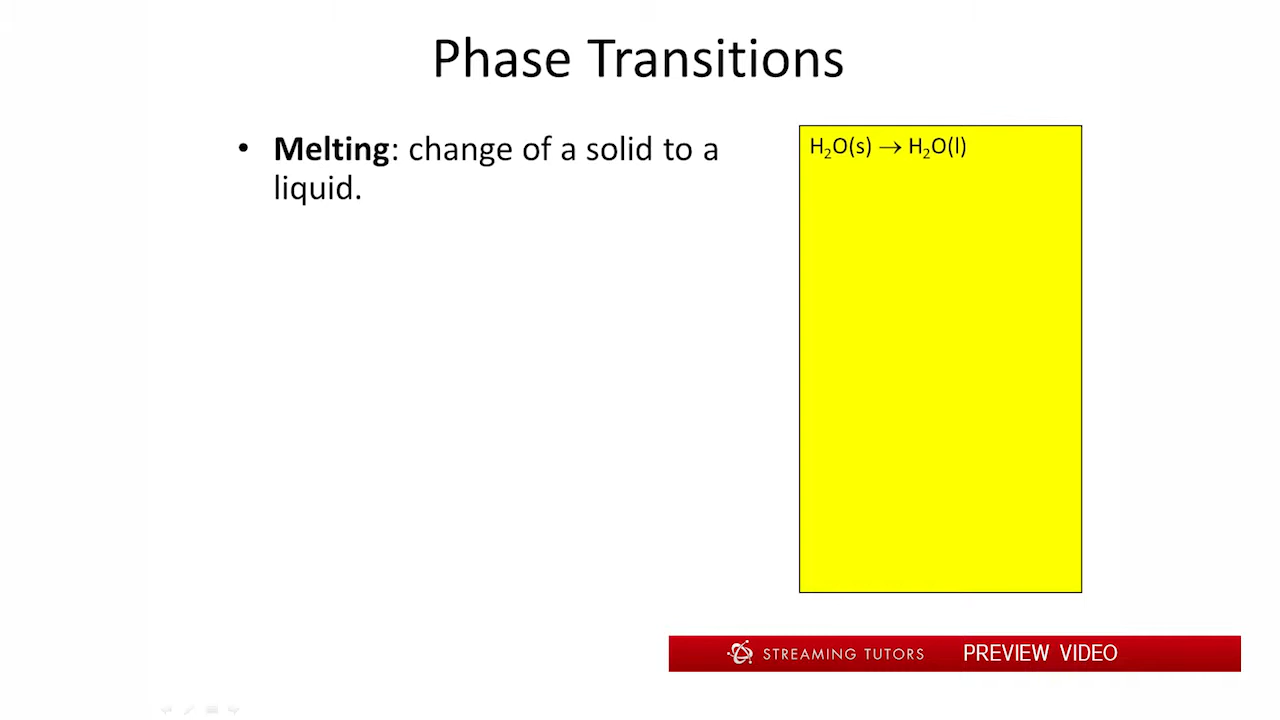 Phase Transitions
• Melting: change of a solid to a
liquid.
H₂O(s) → H₂O(l)
STREAMING TUTORS PREVIEW VIDEO